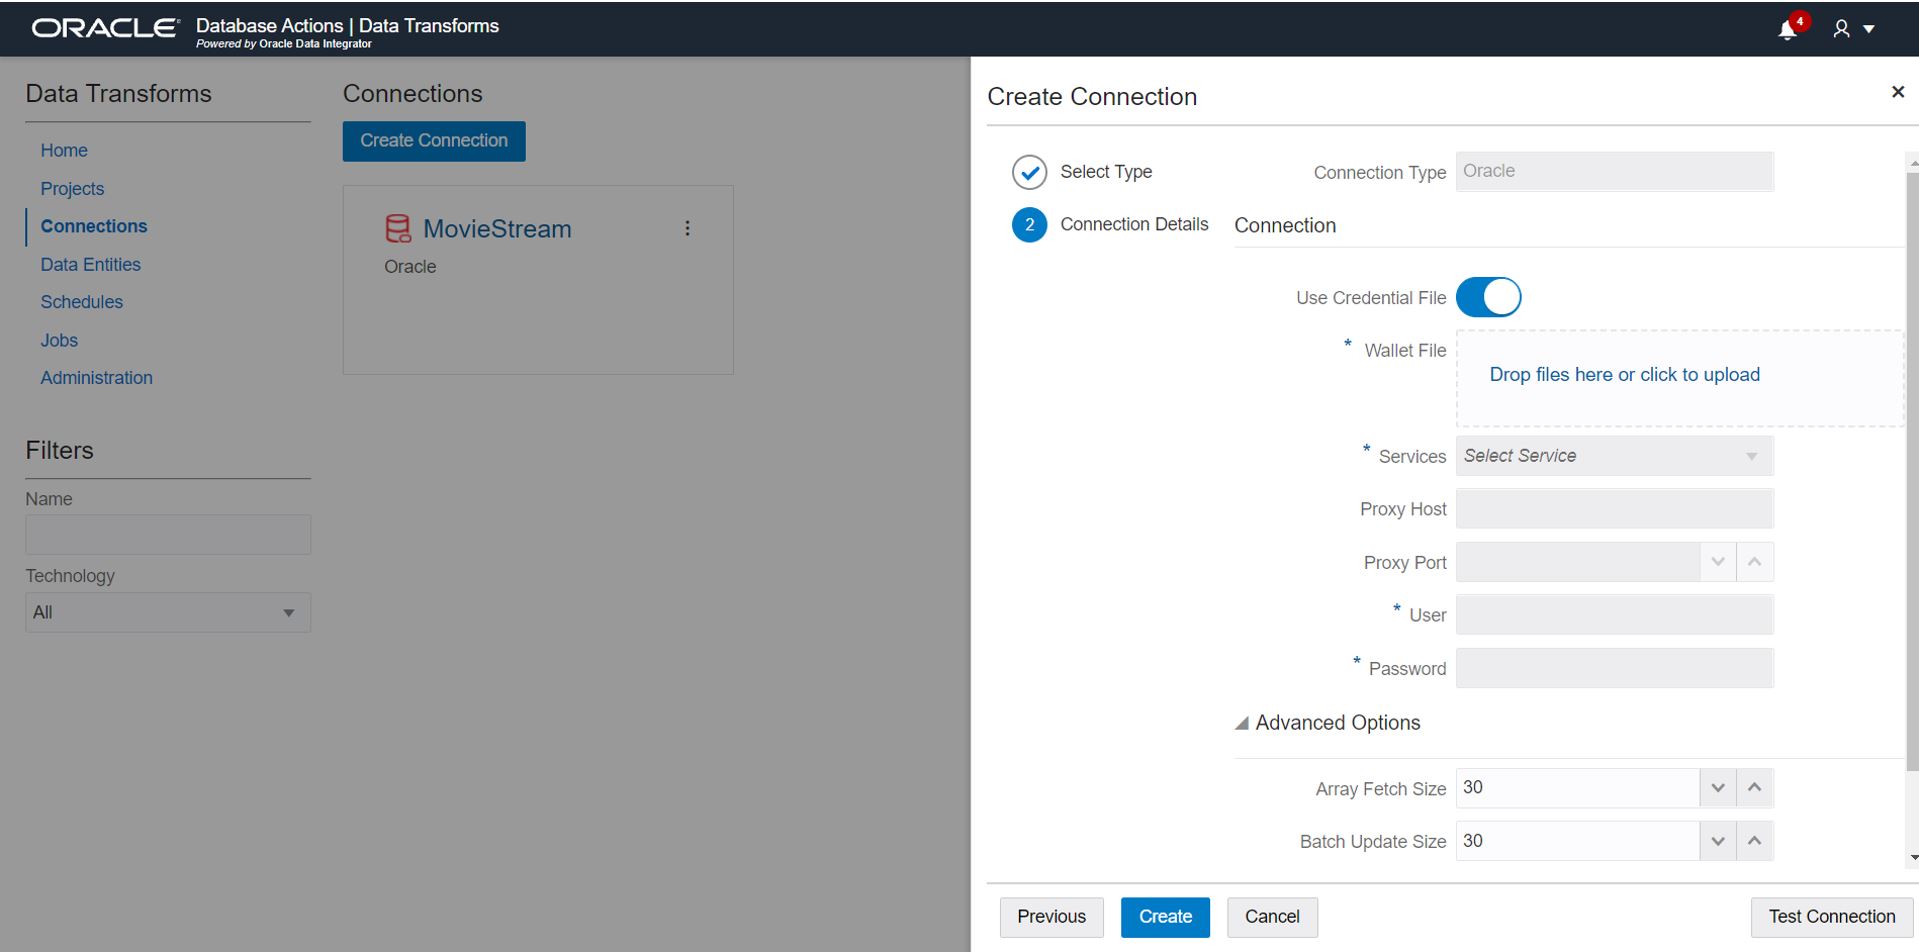 ORACLE Database Actions | Data Transforms
Powered by Oracle Data Integrator
4
Data Transforms
Home
Projects
Connections
Data Entities
Schedules
Jobs
Administration
Filters
Name
Technology
All
Connections
Create Connection
MovieStream
Oracle
Create Connection
Select Type
2 Connection Details
Connection Type Oracle
Connection
Use Credential File
* Wallet File Drop files here or click to upload
* Services Select Service
Proxy Host
Proxy Port
* User
* Password
Advanced Options
Array Fetch Size 30
Batch Update Size 30
Previous Create Cancel Test Connection